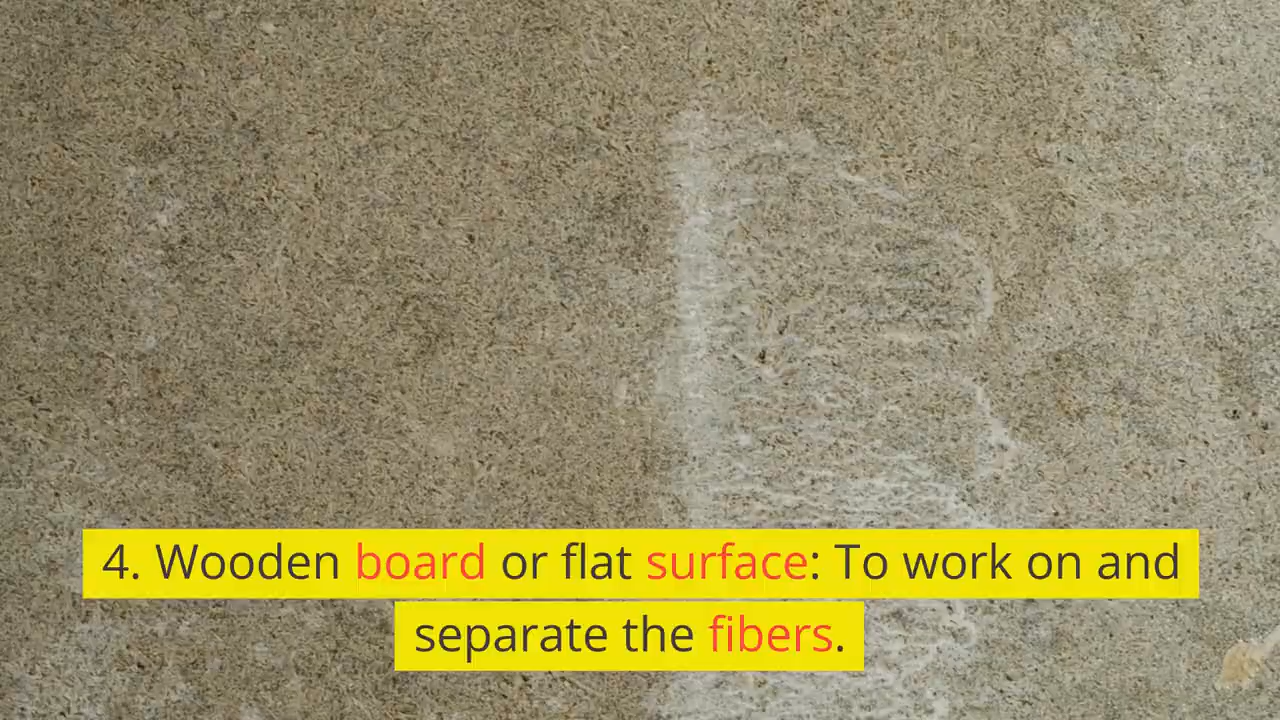 4. Wooden board or flat surface: To work on and
separate the fibers.